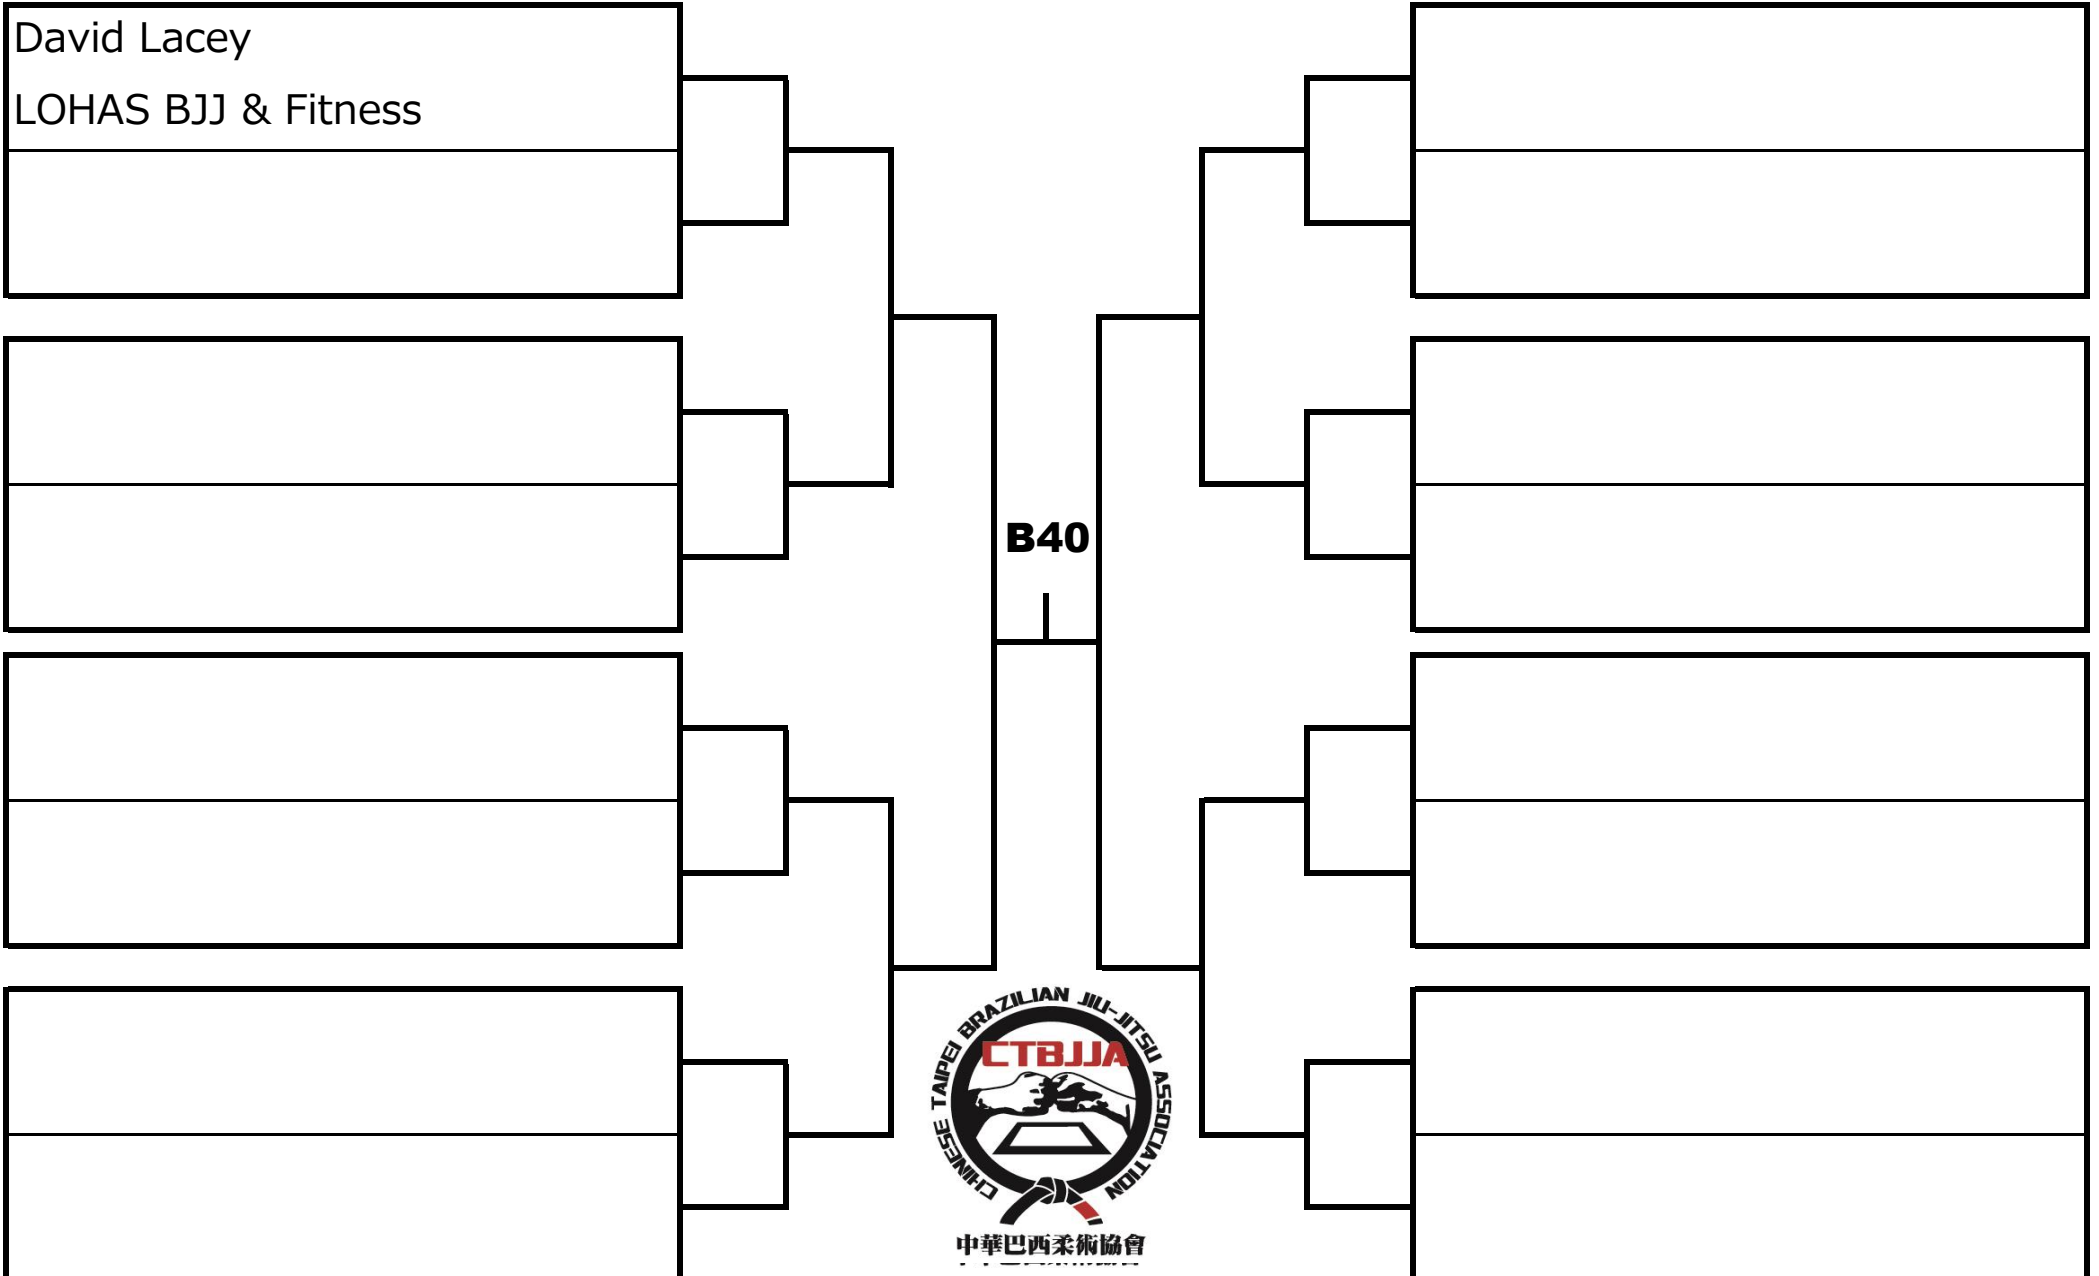 David Lacey
LOHAS BJJ & Fitness
B40
CHINESE TAIPEI BRAZILIAN JIU-JITSU ASSOCIATION
CTBJJA
中華巴西柔術協會